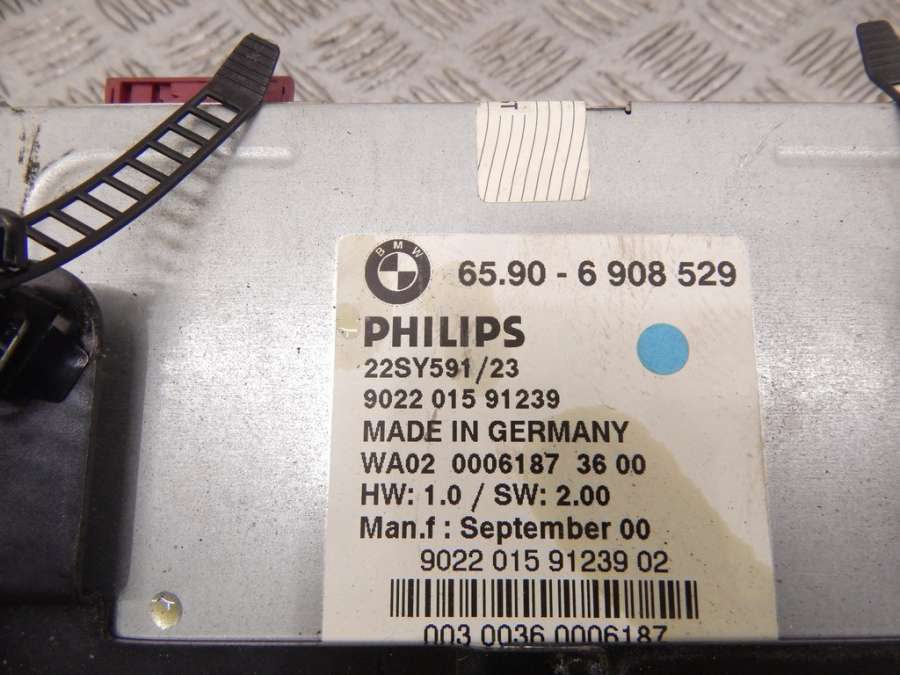 T
BMW
65.90 - 6 908 529
PHILIPS
22SY591/23
9022 015 91239
MADE IN GERMANY
WA02 0006187 36 00
HW: 1.0 / SW: 2.00
Man.f : September 00
9022 015 91239 02
003 0036 0006187